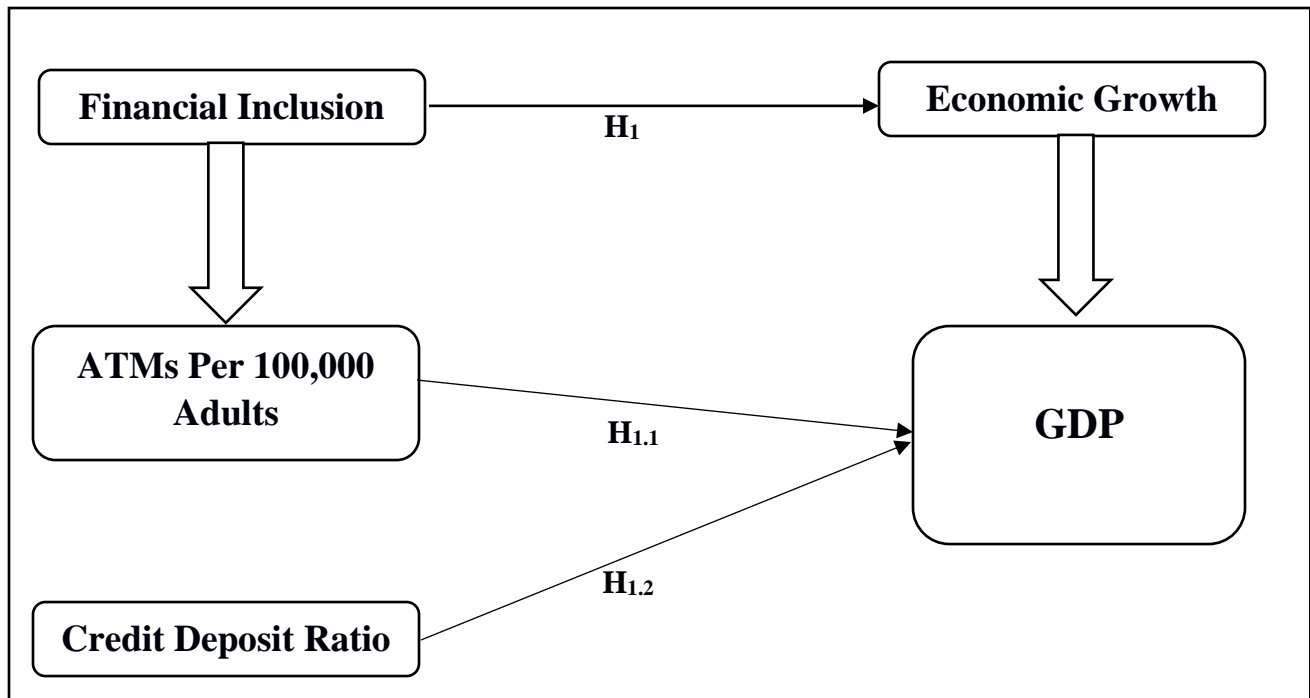 Financial Inclusion
Economic Growth
H₁
ATMs Per 100,000
Adults
GDP
H₁.₁
H₁.₂
Credit Deposit Ratio